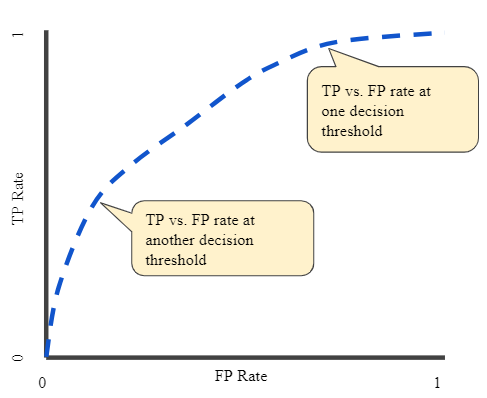 1
TP vs. FP rate at
one decision
threshold
TP Rate
TP vs. FP rate at
another decision
threshold
0
0
FP Rate
1